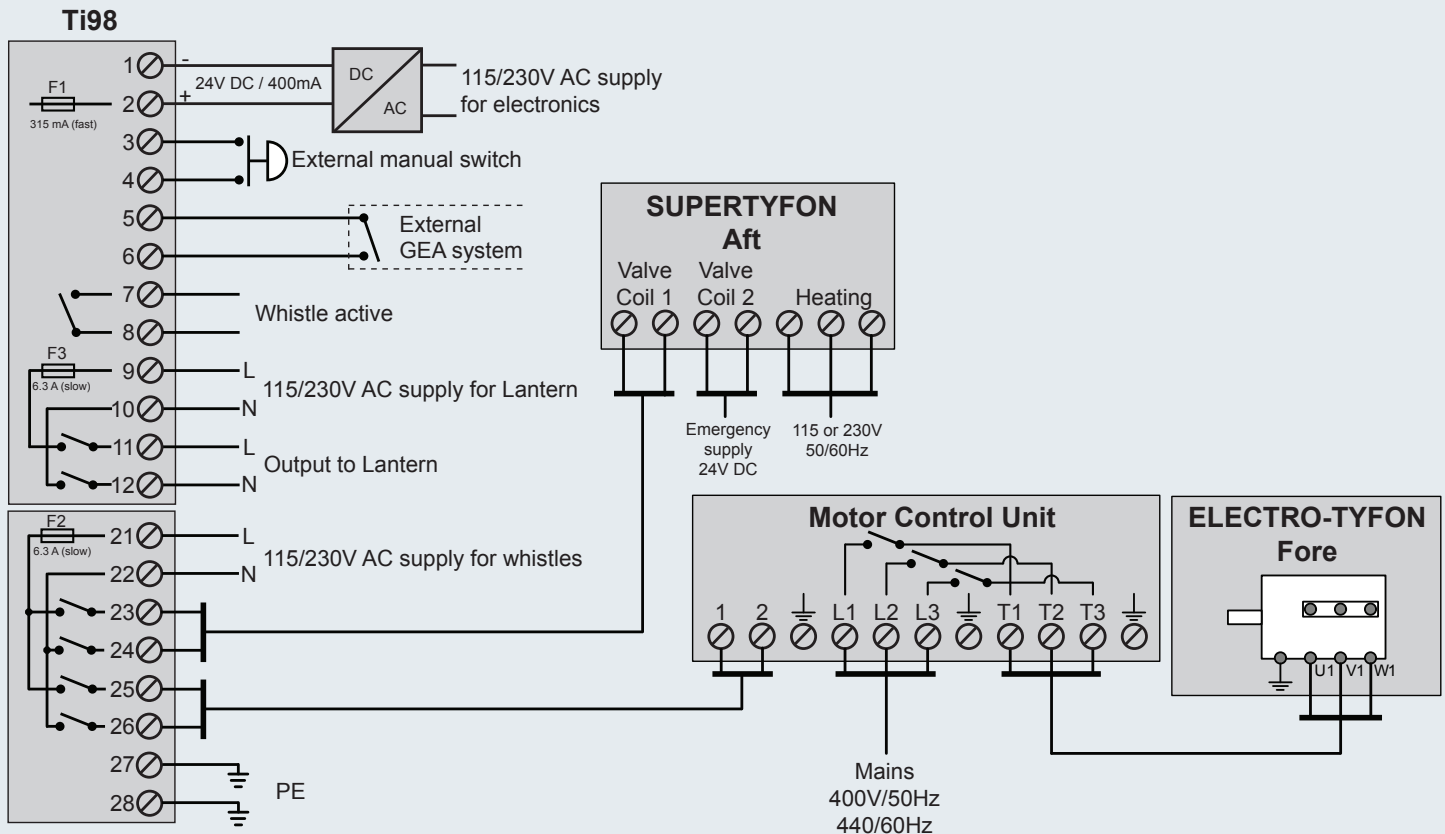 Ti98
1
-
24V DC / 400mA
DC
AC
115/230V AC supply
for electronics
F1
315 mA (fast)
2
+
3
4
External manual switch
5
6
External
GEA system
7
8
Whistle active
F3
6.3 A (slow)
9
L
10
N
115/230V AC supply for Lantern
11
L
12
N
Output to Lantern
F2
6.3 A (slow)
21
L
22
N
115/230V AC supply for whistles
23
24
25
26
27
28
PE
SUPERTYFON
Aft
Valve
Coil 1
Valve
Coil 2
Heating
Emergency
supply
24V DC
115 or 230V
50/60Hz
Motor Control Unit
1 2 L1 L2 L3 T1 T2 T3
Mains
400V/50Hz
440/60Hz
ELECTRO-TYFON
Fore
U1 V1 W1